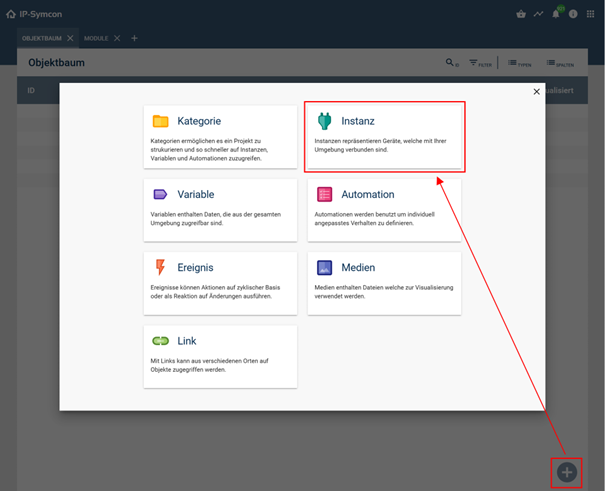 IP-Symcon
OBJEKTBAUM
MODULE
Objektbaum
FILTER
TYPEN
SPALTEN
ID
ualisiert
Kategorie
Kategorien ermöglichen es ein Projekt zu
strukturieren und so schneller auf Instanzen,
Variablen und Automationen zuzugreifen.
Instanz
Instanzen repräsentieren Geräte, welche mit Ihrer
Umgebung verbunden sind.
Variable
Variablen enthalten Daten, die aus der gesamten
Umgebung zugreifbar sind.
Automation
Automationen werden benutzt um individuell
angepasstes Verhalten zu definieren.
Ereignis
Ereignisse können Aktionen auf zyklischer Basis
oder als Reaktion auf Änderungen ausführen.
Medien
Medien enthalten Dateien welche zur Visualisierung
verwendet werden.
Link
Mit Links kann aus verschiedenen Orten auf
Objekte zugegriffen werden.